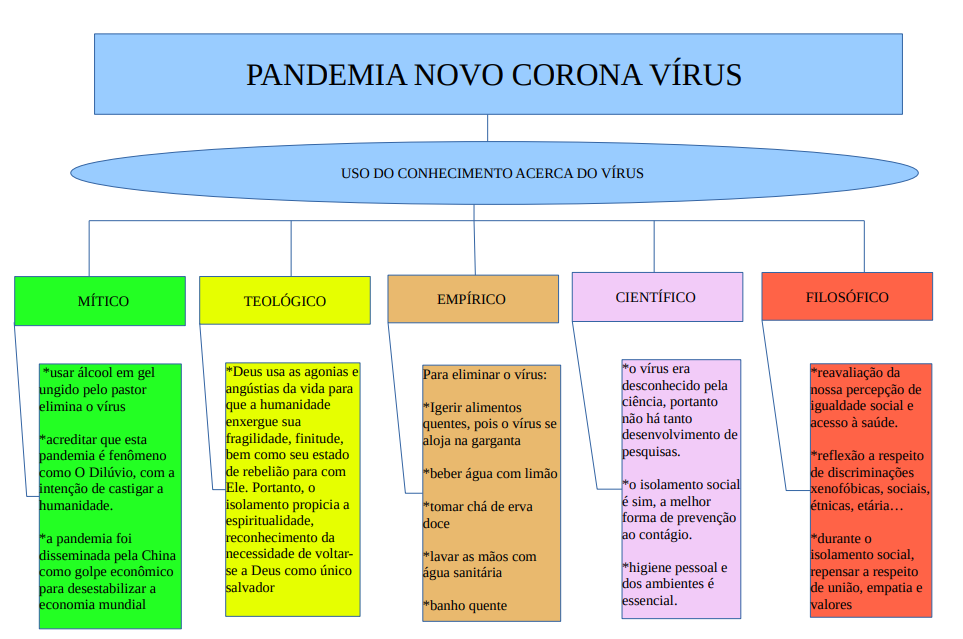 PANDEMIA NOVO CORONA VÍRUS
USO DO CONHECIMENTO ACERCA DO VÍRUS
MÍTICO
TEOLÓGICO
EMPÍRICO
CIENTÍFICO
FILOSÓFICO
*usar álcool em gel
ungido pelo pastor
elimina o vírus
*acreditar que esta
pandemia é fenômeno
como O Dilúvio, com a
intenção de castigar a
humanidade.
*a pandemia foi
disseminada pela China
como golpe econômico
para desestabilizar a
economia mundial
*Deus usa as agonias e
angústias da vida para
que a humanidade
enxergue sua
fragilidade, finitude,
bem como seu estado
de rebelião para com
Ele. Portanto, o
isolamento propicia a
espiritualidade,
reconhecimento da
necessidade de voltar-
se a Deus como único
salvador
Para eliminar o vírus:
*Igerir alimentos
quentes, pois o vírus se
aloja na garganta
*beber água com limão
*tomar chá de erva
doce
*lavar as mãos com
água sanitária
*banho quente
*o vírus era
desconhecido pela
ciência, portanto
não há tanto
desenvolvimento de
pesquisas.
*o isolamento social
é sim, a melhor
forma de prevenção
ao contágio.
*higiene pessoal e
dos ambientes é
essencial.
*reavaliação da
nossa percepção de
igualdade social e
acesso à saúde.
*reflexão a respeito
de discriminações
xenofóbicas, sociais,
étnicas, etária…
*durante o
isolamento social,
repensar a respeito
de união, empatia e
valores